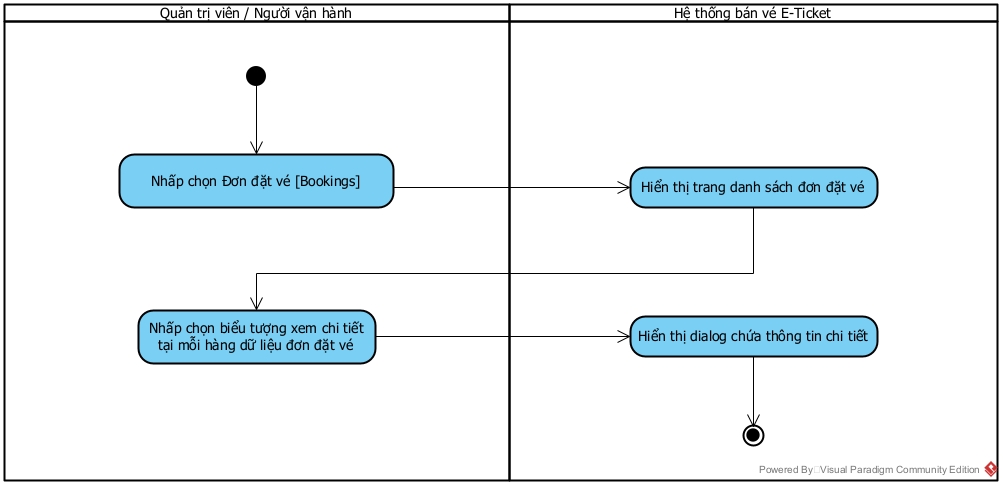 Quản trị viên / Người vận hành
Hệ thống bán vé E-Ticket
Nhấp chọn Đơn đặt vé [Bookings]
Hiển thị trang danh sách đơn đặt vé
Nhấp chọn biểu tượng xem chi tiết
tại mỗi hàng dữ liệu đơn đặt vé
Hiển thị dialog chứa thông tin chi tiết
Powered By Visual Paradigm Community Edition